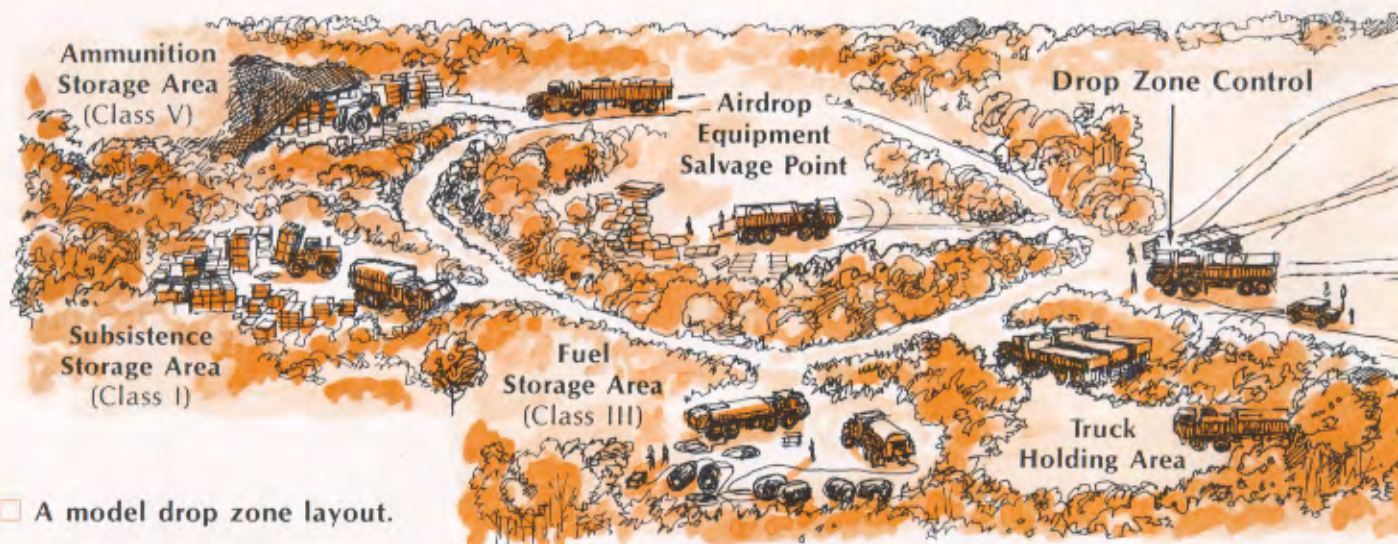 Ammunition
Storage Area
(Class V)
Airdrop
Equipment
Salvage Point
Drop Zone Control
Subsistence
Storage Area
(Class I)
Fuel
Storage Area
(Class III)
Truck
Holding Area
A model drop zone layout.